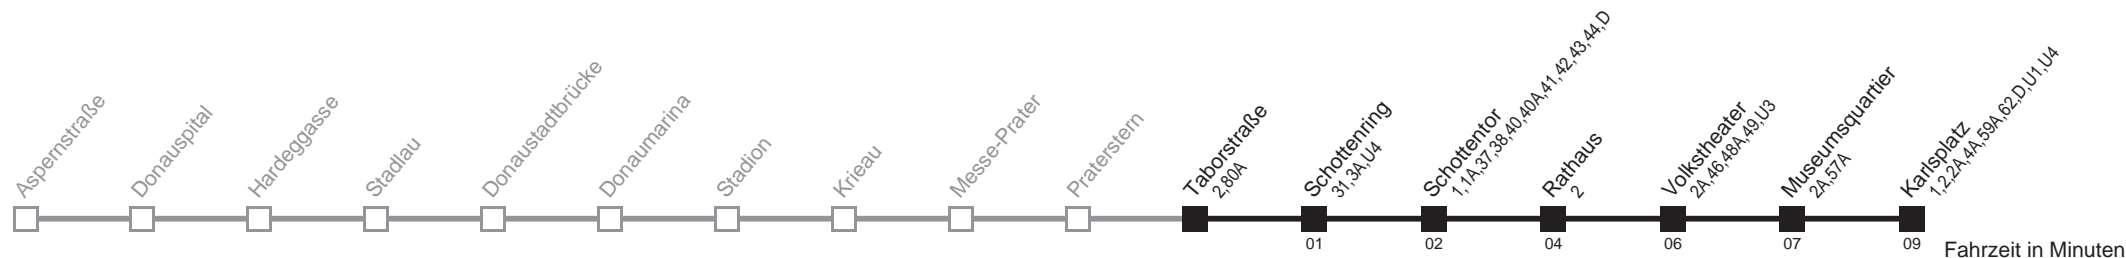 Aspernstraße
Donauspital
Hardeggasse
Stadlau
Donaustadtbrücke
Donaumarina
Stadion
Krieau
Messe-Prater
Praterstern
Taborstraße
2,80A
Schottenring
31,3A,U4
Schottentor
1,1A,37,38,40,40A,41,42,43,44,D
Rathaus
2
Volkstheater
2A,46,48A,49,U3
Museumsquartier
2A,57A
Karlsplatz
1,2,2A,4A,59A,62,D,U1,U4
01
02
04
06
07
09
Fahrzeit in Minuten